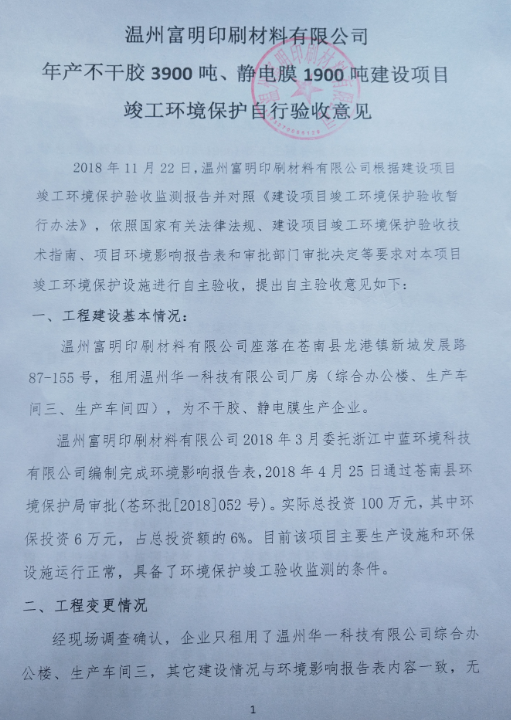 温州富明印刷材料有限公司
年产不干胶 3900 吨、静电膜 1900 吨建设项目
竣工环境保护自行验收意见
2018 年 11 月 22 日,温州富明印刷材料有限公司根据建设项目
竣工环境保护验收监测报告并对照《建设项目竣工环境保护验收暂
行办法》，依照国家有关法律法规、建设项目竣工环境保护验收技
术指南、项目环境影响报告表和审批部门审批决定等要求对本项目
竣工环境保护设施进行自主验收，提出自主验收意见如下：
一、工程建设基本情况：
温州富明印刷材料有限公司座落在苍南县龙港镇新城发展路
87-155 号，租用温州华一科技有限公司厂房（综合办公楼、生产车
间三、生产车间四），为不干胶、静电膜生产企业。
温州富明印刷材料有限公司 2018 年 3 月委托浙江中蓝环境科技
有限公司编制完成环境影响报告表,2018 年 4 月 25 日通过苍南县环
境保护局审批(苍环批[2018]052 号)。实际总投资 100 万元，其中环
保投资 6 万元，占总投资额的 6%。目前该项目主要生产设施和环保
设施运行正常，具备了环境保护竣工验收监测的条件。
二、工程变更情况
经现场调查确认，企业只租用了温州华一科技有限公司综合办
公楼、生产车间三，其它建设情况与环境影响报告表内容一致，无
1